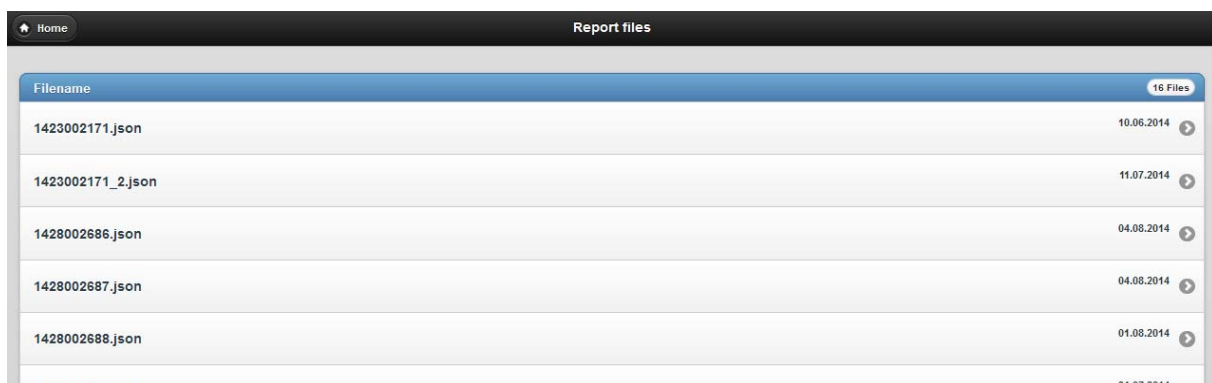 Home
Report files
Filename
16 Files
1423002171.json
10.06.2014
1423002171_2.json
11.07.2014
1428002686.json
04.08.2014
1428002687.json
04.08.2014
1428002688.json
01.08.2014